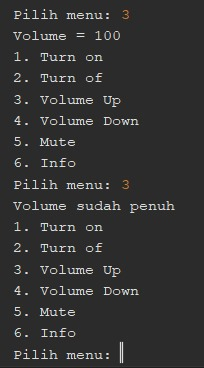 Pilih menu: 3
Volume = 100
1. Turn on
2. Turn of
3. Volume Up
4. Volume Down
5. Mute
6. Info
Pilih menu: 3
Volume sudah penuh
1. Turn on
2. Turn of
3. Volume Up
4. Volume Down
5. Mute
6. Info
Pilih menu: